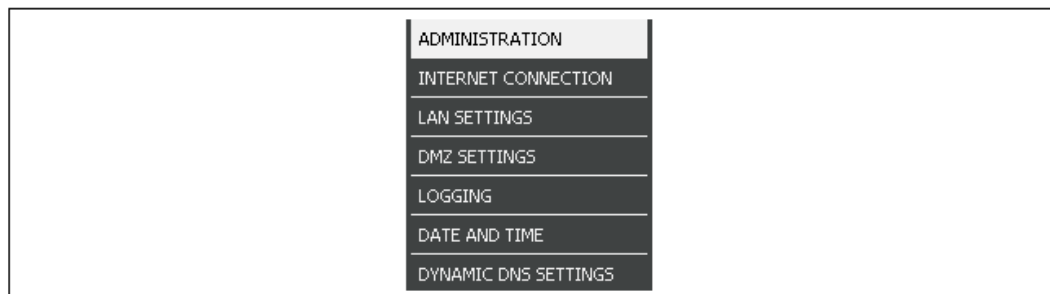 ADMINISTRATION
INTERNET CONNECTION
LAN SETTINGS
DMZ SETTINGS
LOGGING
DATE AND TIME
DYNAMIC DNS SETTINGS